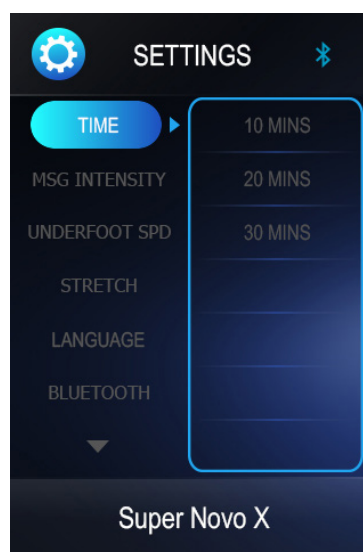 SETTINGS
TIME
10 MINS
MSG INTENSITY
20 MINS
UNDERFOOT SPD
30 MINS
STRETCH
LANGUAGE
BLUETOOTH
Super Novo X